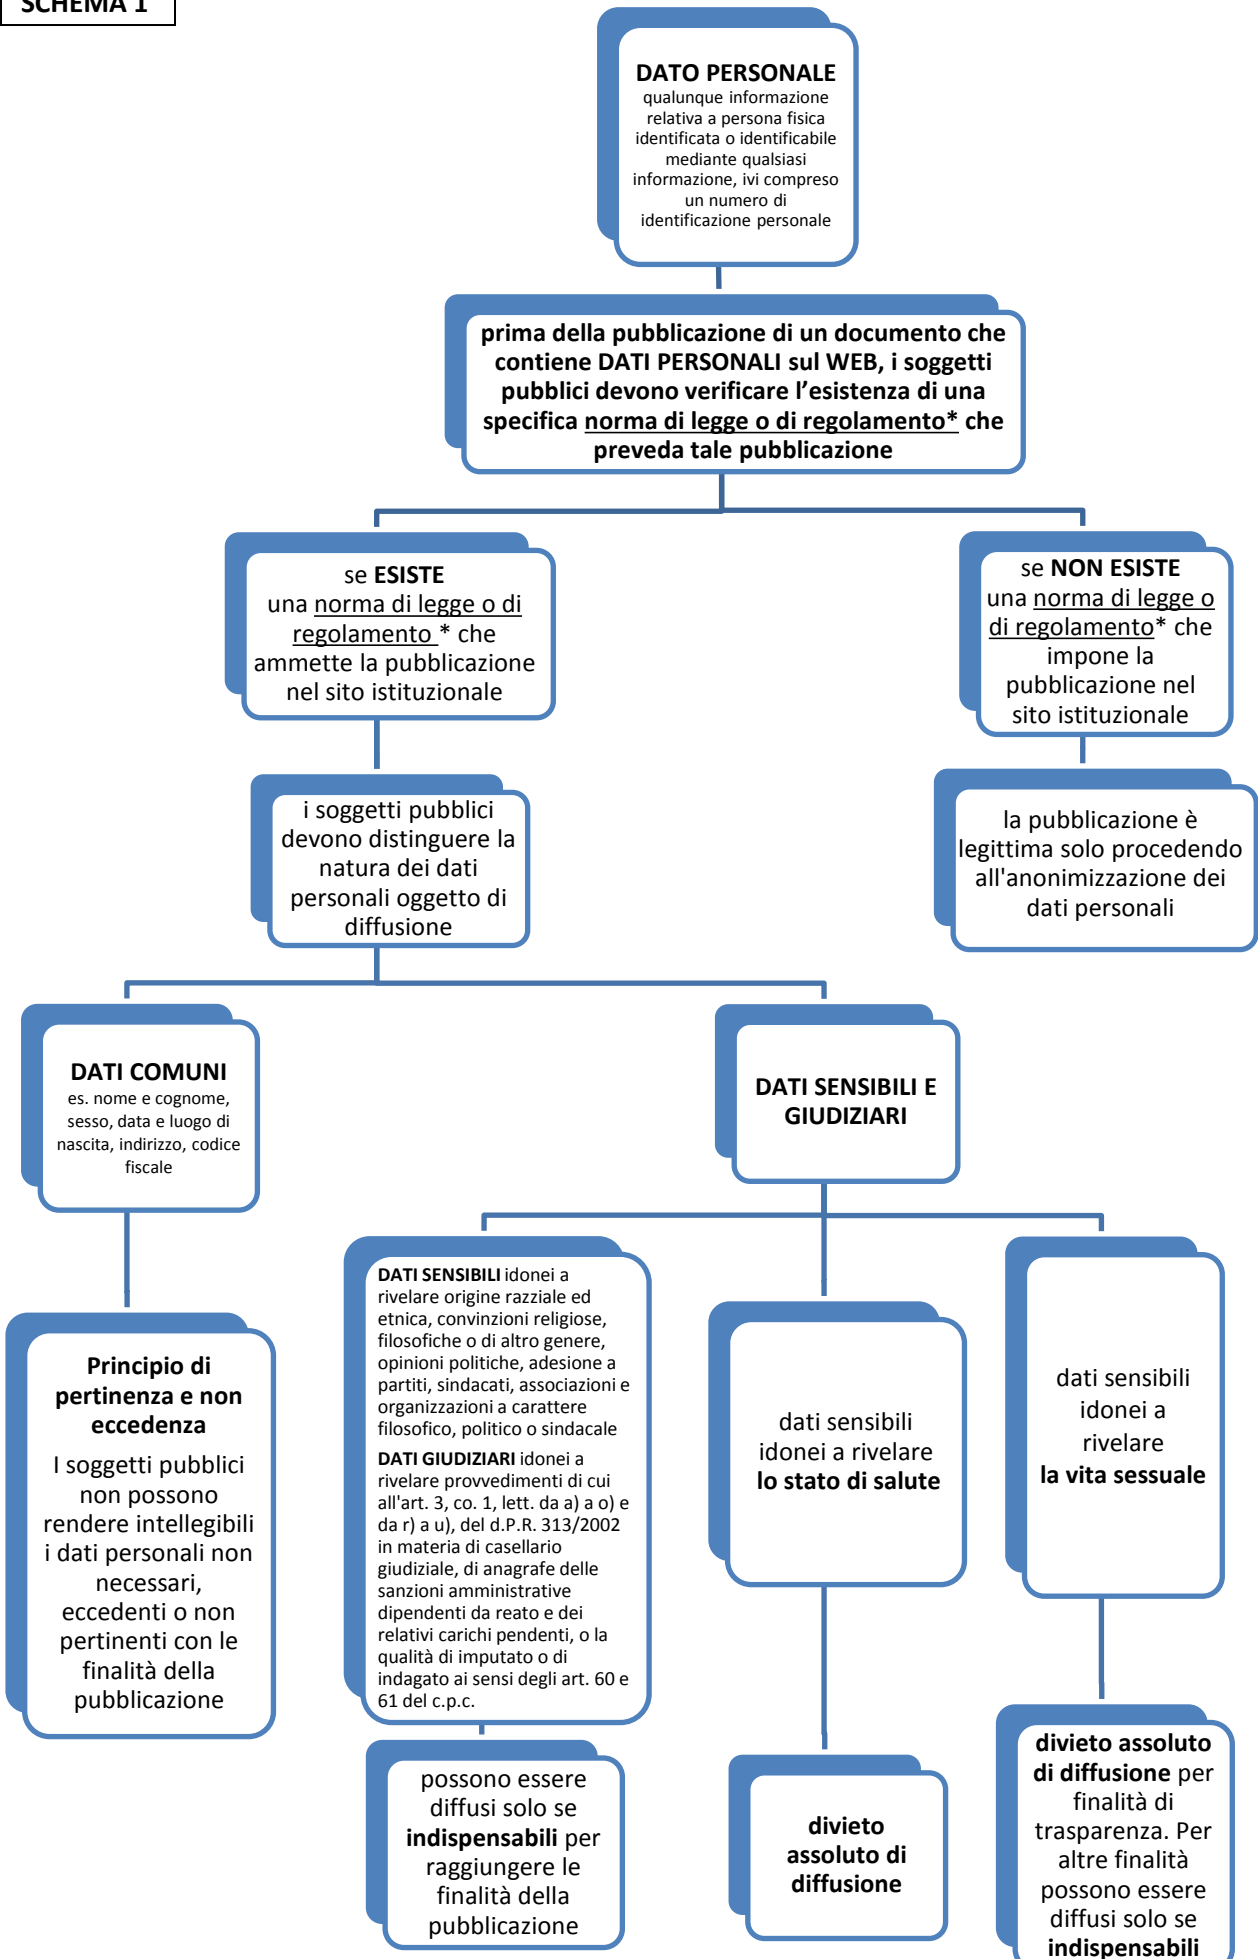 SCHEMA 1
DATO PERSONALE
qualunque informazione
relativa a persona fisica
identificata o identificabile
mediante qualsiasi
informazione, ivi compreso
un numero di
identificazione personale
prima della pubblicazione di un documento che
contiene DATI PERSONALI sul WEB, i soggetti
pubblici devono verificare l'esistenza di una
specifica norma di legge o di regolamento* che
preveda tale pubblicazione
se ESISTE
una norma di legge o di
regolamento * che
ammette la pubblicazione
nel sito istituzionale
se NON ESISTE
una norma di legge o
di regolamento* che
impone la
pubblicazione nel
sito istituzionale
i soggetti pubblici
devono distinguere la
natura dei dati
personali oggetto di
diffusione
la pubblicazione è
legittima solo procedendo
all'anonimizzazione dei
dati personali
DATI COMUNI
es. nome e cognome,
sesso, data e luogo di
nascita, indirizzo, codice
fiscale
DATI SENSIBILI E
GIUDIZIARI
Principio di
pertinenza e non
eccedenza
I soggetti pubblici
non possono
rendere intellegibili
i dati personali non
necessari,
eccedenti o non
pertinenti con le
finalità della
pubblicazione
DATI SENSIBILI idonei a
rivelare origine razziale ed
etnica, convinzioni religiose,
filosofiche o di altro genere,
opinioni politiche, adesione a
partiti, sindacati, associazioni e
organizzazioni a carattere
filosofico, politico o sindacale
DATI GIUDIZIARI idonei a
rivelare provvedimenti di cui
all'art. 3, co. 1, lett. da a) a o) e
da r) a u), del d.P.R. 313/2002
in materia di casellario
giudiziale, di anagrafe delle
sanzioni amministrative
dipendenti da reato e dei
relativi carichi pendenti, o la
qualità di imputato o di
indagato ai sensi degli art. 60 e
61 del c.p.c.
dati sensibili
idonei a rivelare
lo stato di salute
dati sensibili
idonei a
rivelare
la vita sessuale
possono essere
diffusi solo se
indispensabili per
raggiungere le
finalità della
pubblicazione
divieto
assoluto di
diffusione
divieto assoluto
di diffusione per
finalità di
trasparenza. Per
altre finalità
possono essere
diffusi solo se
indispensabili